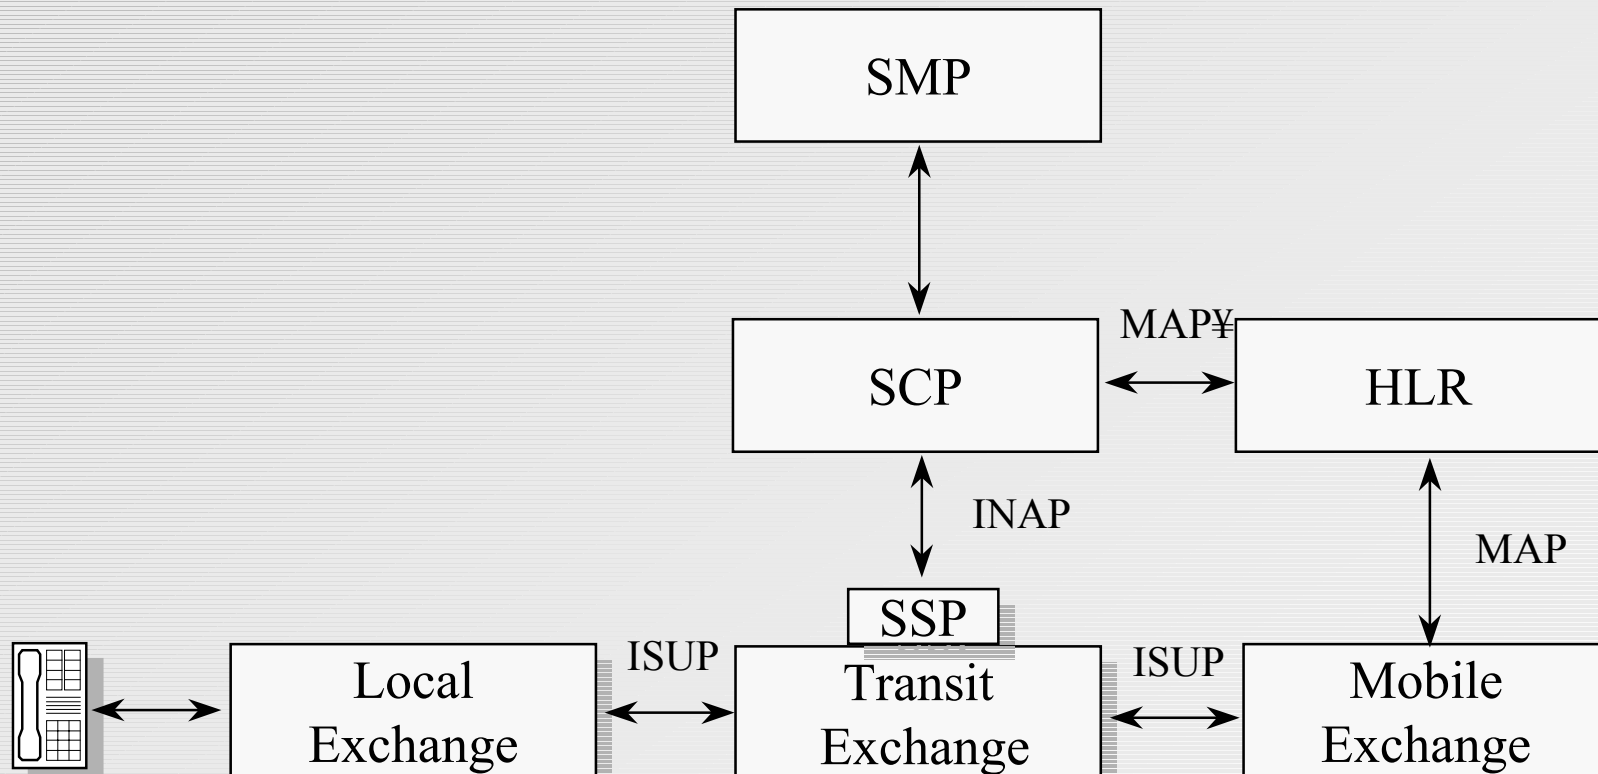 SMP
MAP¥
SCP
HLR
INAP
MAP
SSP
ISUP
ISUP
Local
Exchange
Transit
Exchange
Mobile
Exchange